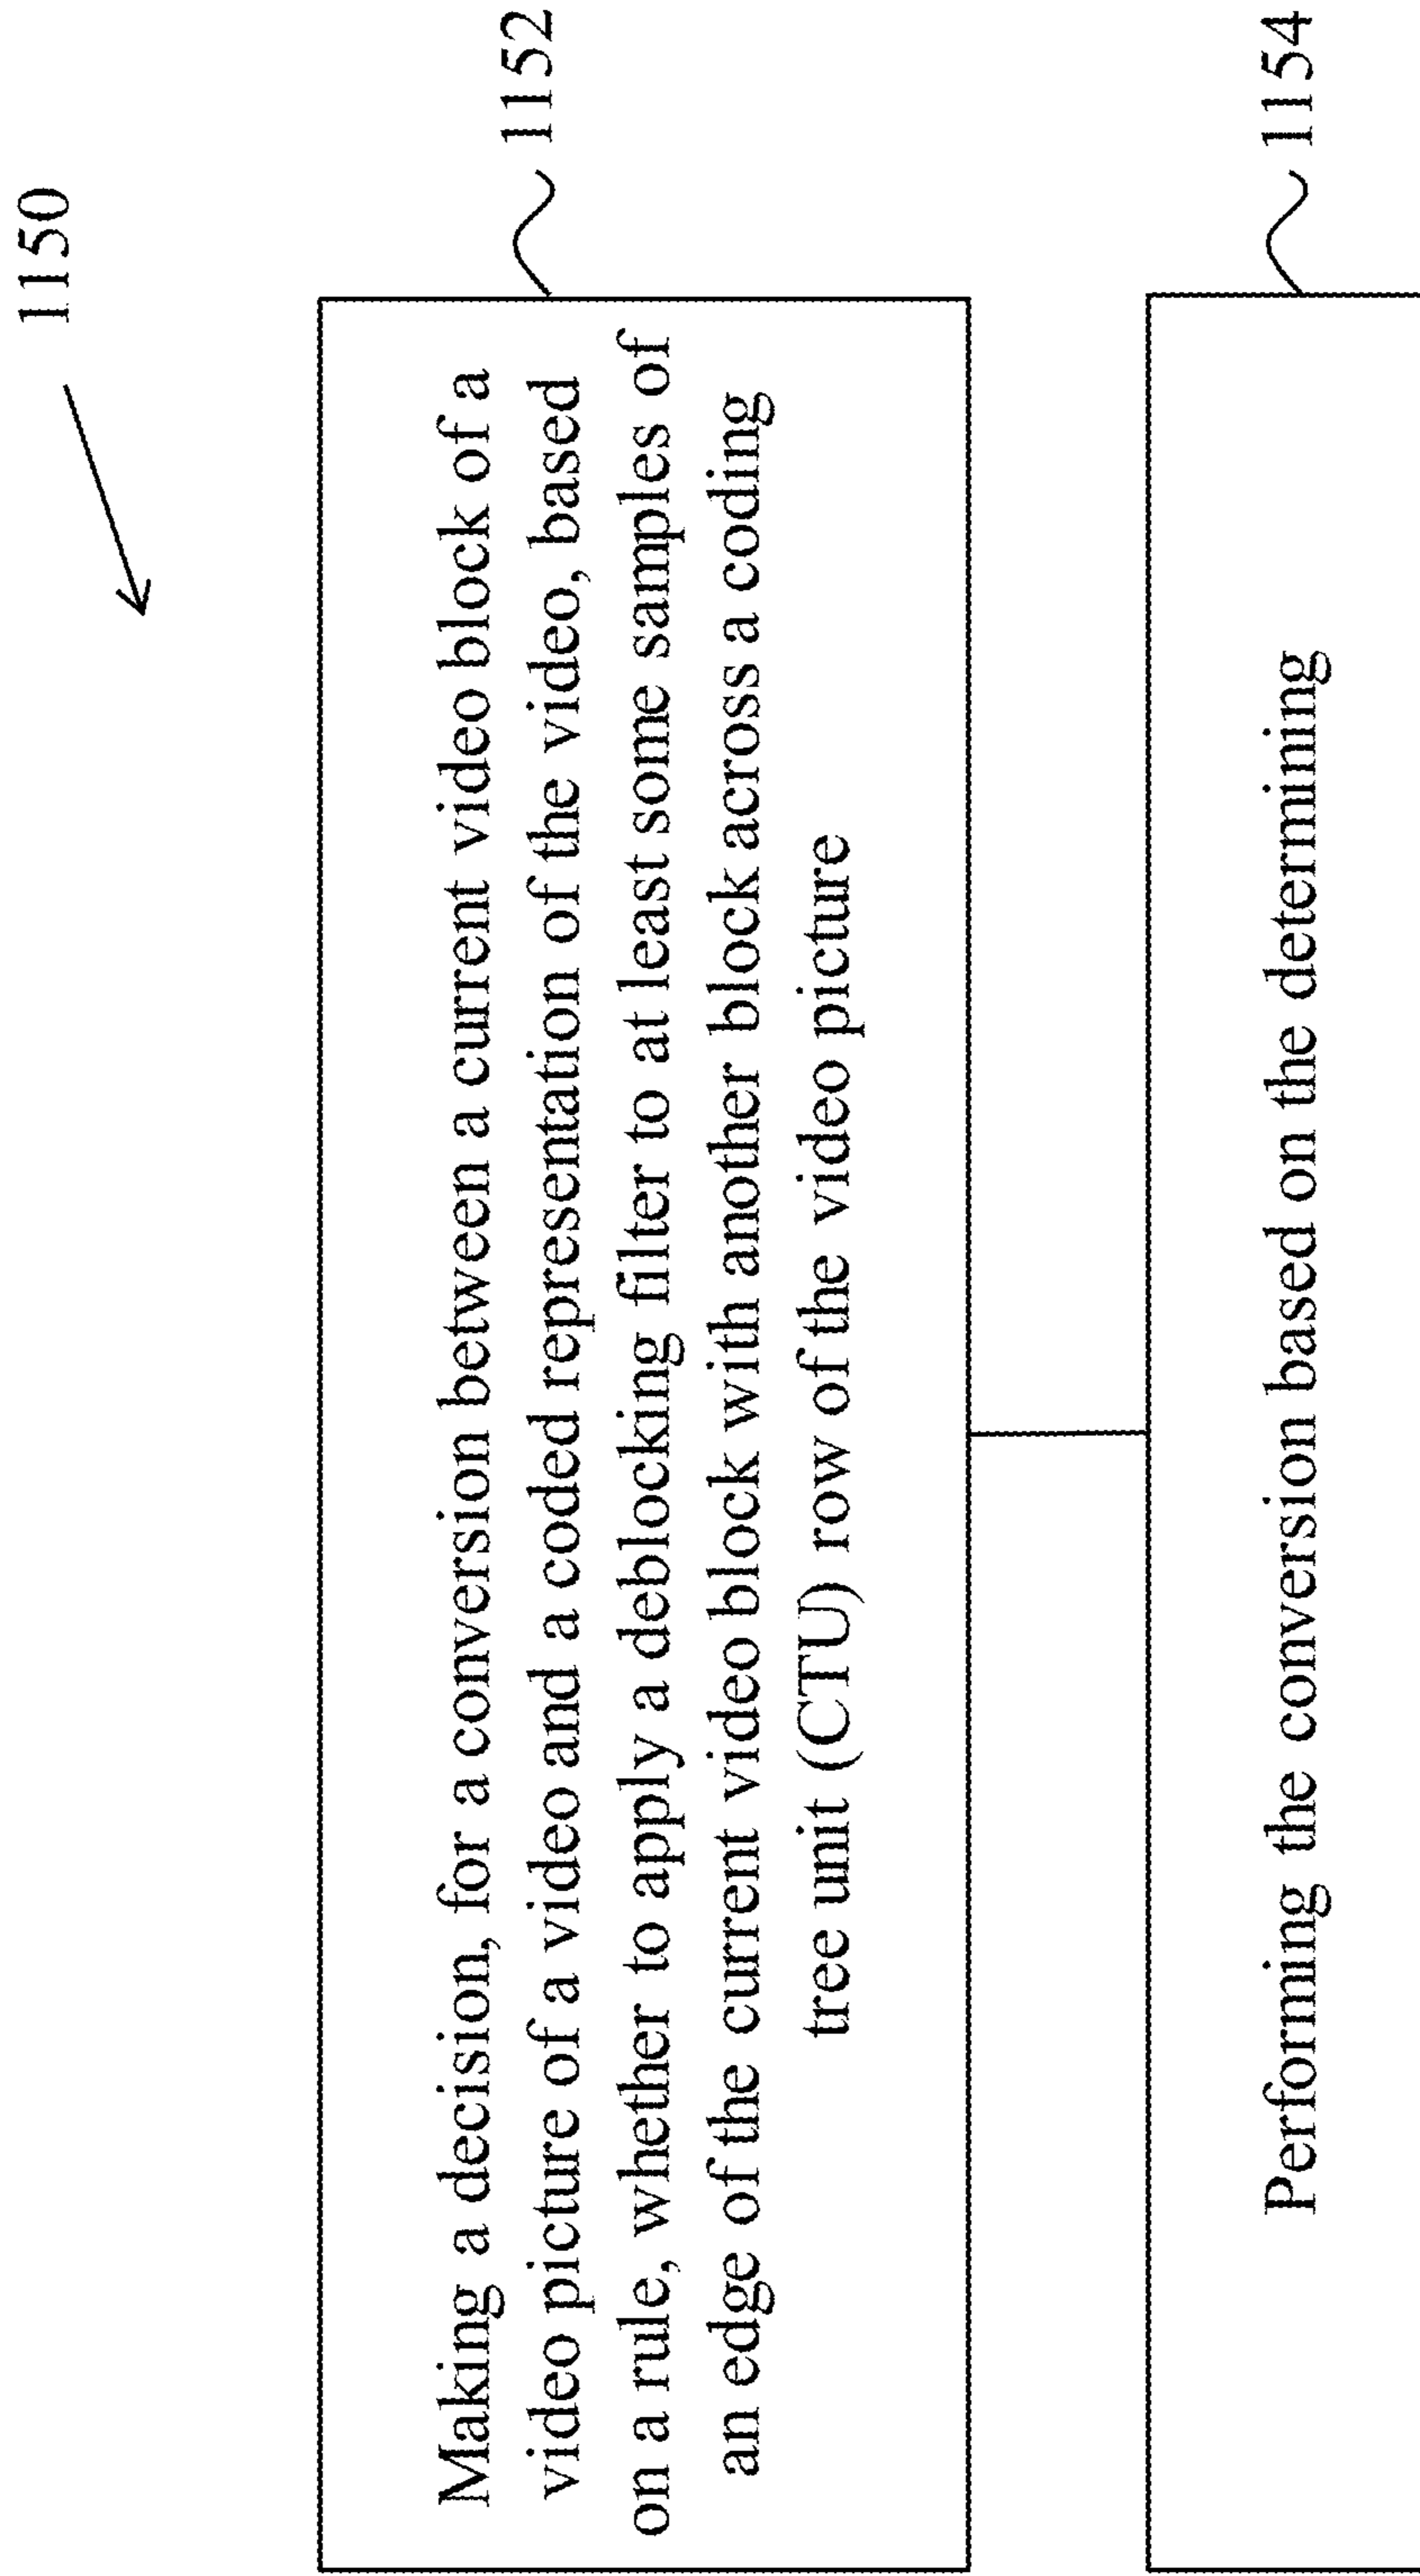 1150
Making a decision, for a conversion between a current video block of a
video picture of a video and a coded representation of the video, based
on a rule, whether to apply a deblocking filter to at least some samples of
an edge of the current video block with another block across a coding
tree unit (CTU) row of the video picture
1152
Performing the conversion based on the determining
1154